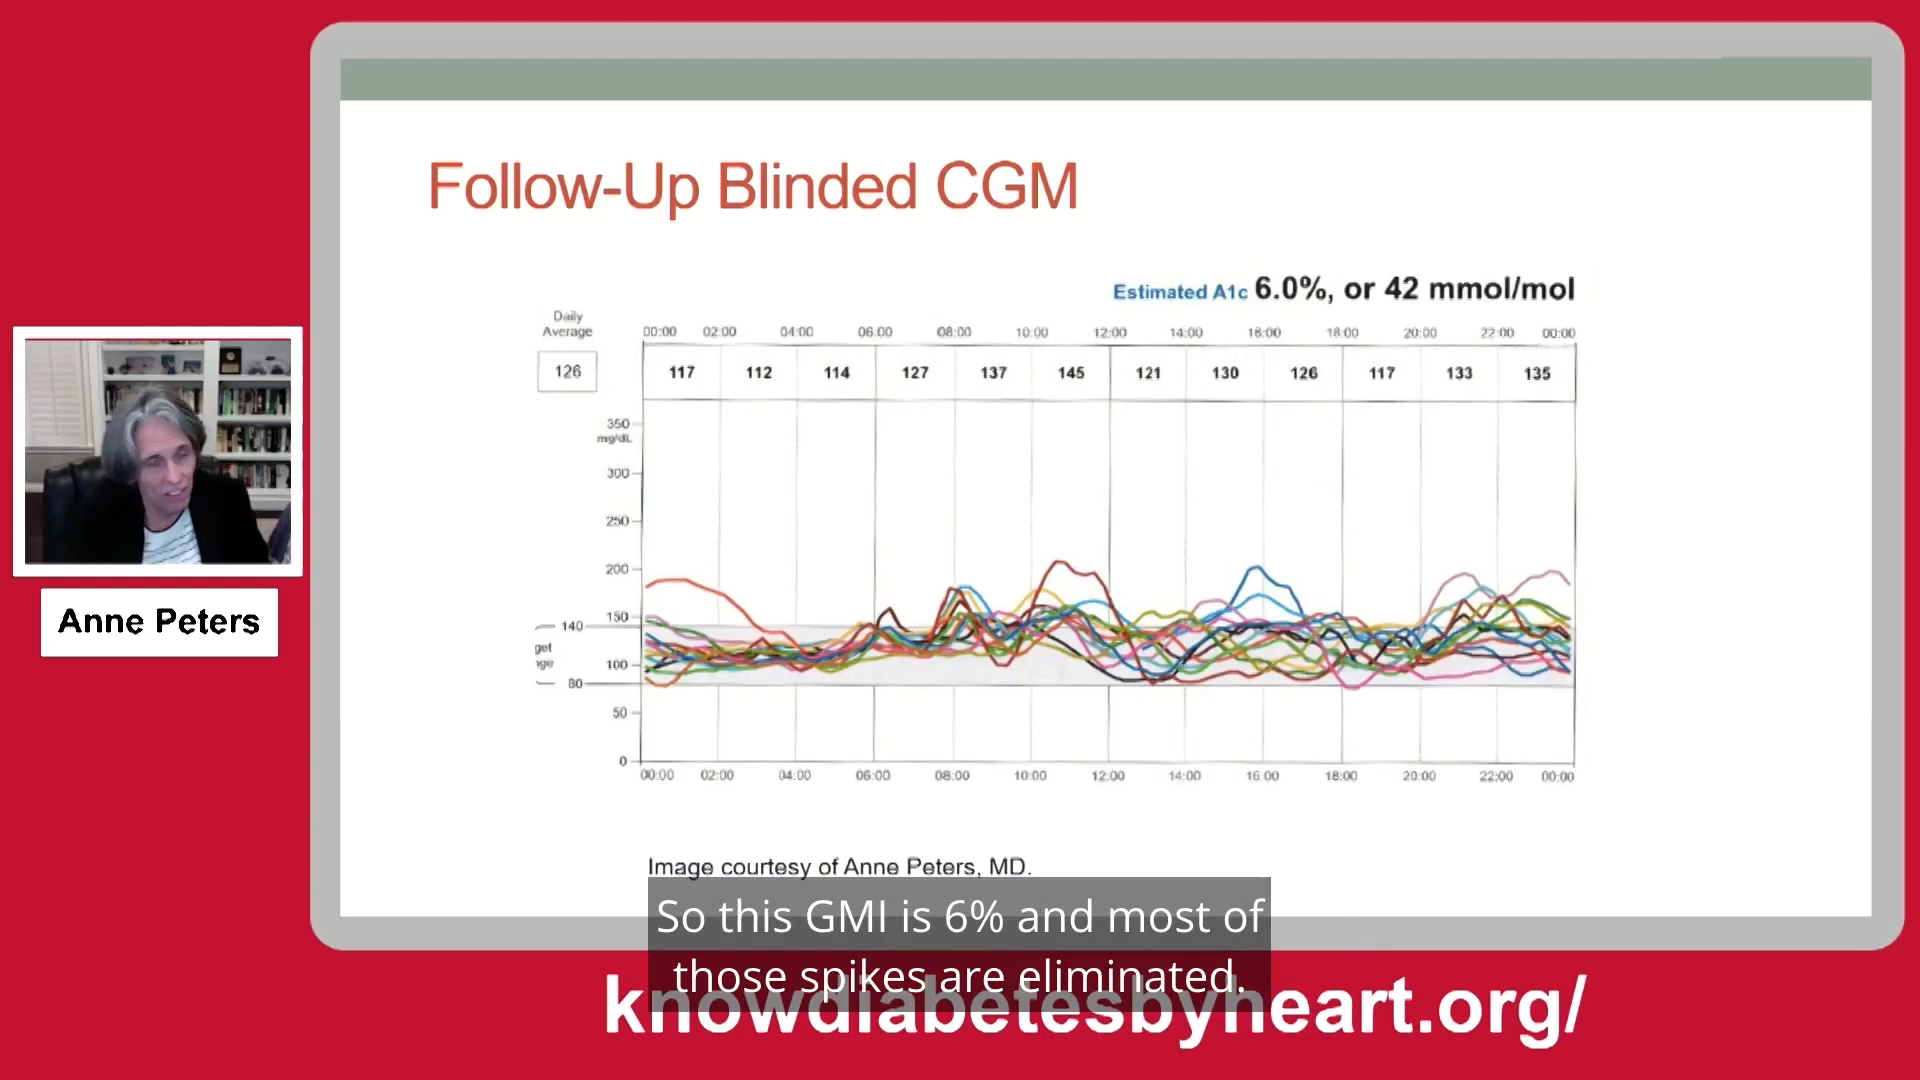 Follow-Up Blinded CGM
Estimated A1c 6.0%, or 42 mmol/mol
Daily
Average
00:00 02:00 04:00 06:00 08:00 10:00 12:00 14:00 16:00 18:00 20:00 22:00 00:00
126 117 112 114 127 137 145 121 130 126 117 133 135
350
mg/dL
300
250
200
150
140
get
nge
100
80
50
0
00:00 02:00 04:00 06:00 08:00 10:00 12:00 14:00 16:00 18:00 20:00 22:00 00:00
Anne Peters
Image courtesy of Anne Peters, MD.
So this GMI is 6% and most of
those spikes are eliminated.
knowdiabetesbyheart.org/